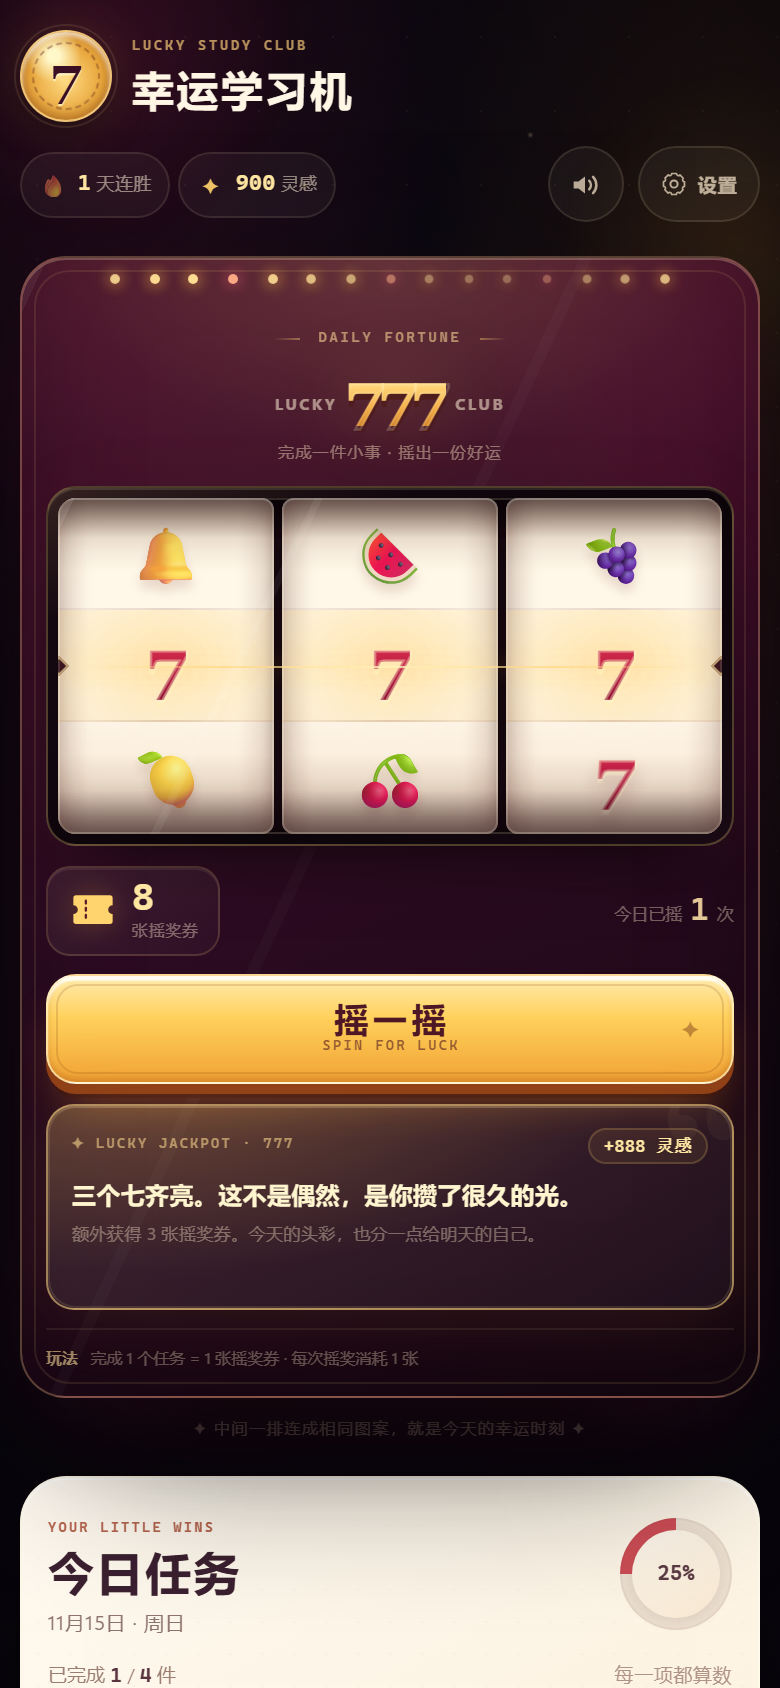 7
LUCKY STUDY CLUB
幸运学习机
1 天连胜
900 灵感
设置
DAILY FORTUNE
LUCKY 777 CLUB
完成一件小事 · 摇出一份好运
7 7 7
7
8
张摇奖券
今日已摇 1 次
摇一摇
SPIN FOR LUCK
LUCKY JACKPOT · 777
+888 灵感
三个七齐亮。这不是偶然，是你攒了很久的光。
额外获得 3 张摇奖券。今天的头彩，也分一点给明天的自己。
玩法 完成 1 个任务 = 1 张摇奖券 · 每次摇奖消耗 1 张
✦ 中间一排连成相同图案，就是今天的幸运时刻 ✦
YOUR LITTLE WINS
今日任务
25%
11月15日 · 周日
已完成 1 / 4 件
每一项都算数